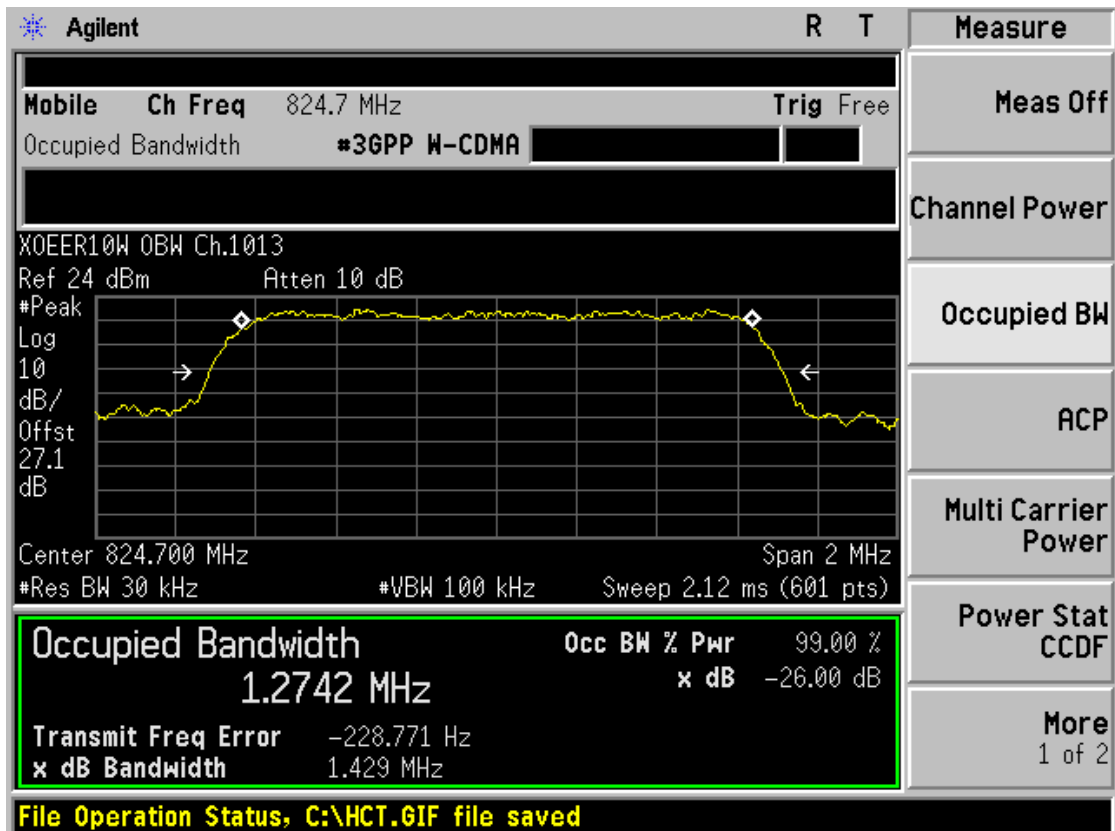 Agilent R T
Mobile Ch Freq 824.7 MHz Trig Free
Occupied Bandwidth #3GPP W-CDMA
XOEER10W OBW Ch.1013
Ref 24 dBm Atten 10 dB
#Peak
Log
10
dB/
Offst
27.1
dB
Center 824.700 MHz Span 2 MHz
#Res BW 30 kHz #VBW 100 kHz Sweep 2.12 ms (601 pts)
Occupied Bandwidth
1.2742 MHz
Occ BW % Pwr 99.00 %
x dB -26.00 dB
Transmit Freq Error -228.771 Hz
x dB Bandwidth 1.429 MHz
File Operation Status, C:\HCT.GIF file saved
Measure
Meas Off
Channel Power
Occupied BW
ACP
Multi Carrier
Power
Power Stat
CCDF
More
1 of 2